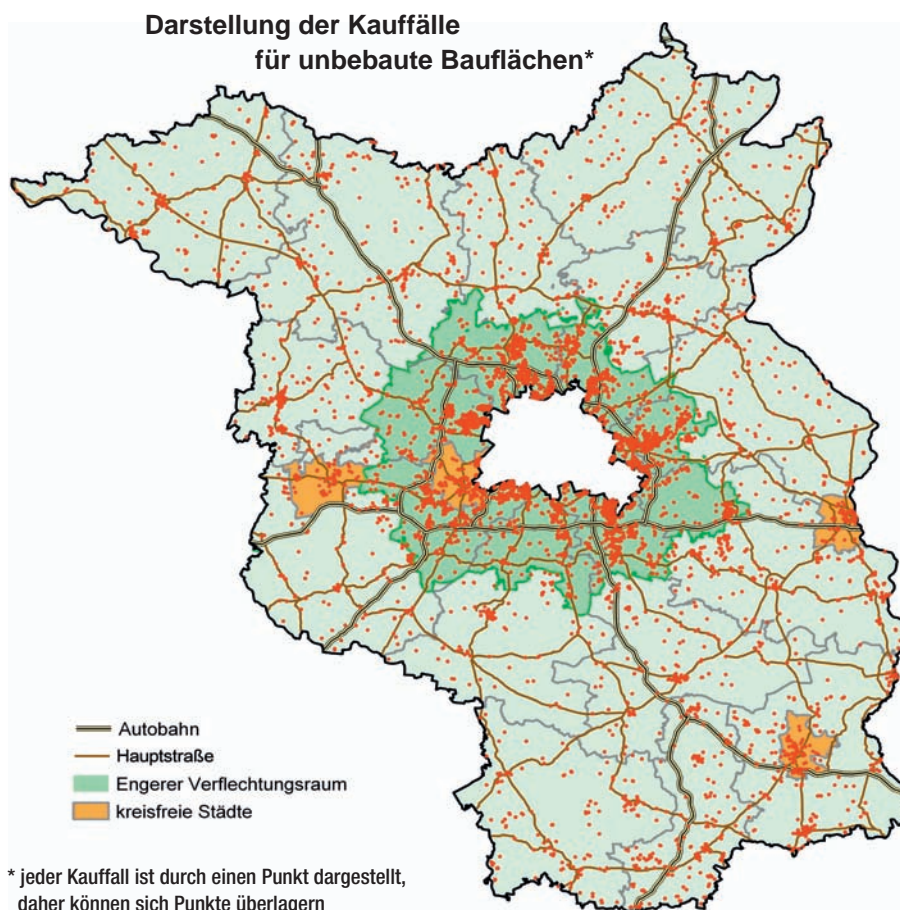 Darstellung der Kauffälle
für unbebaute Bauflächen*
Autobahn
Hauptstraße
Engerer Verflechtungsraum
kreisfreie Städte
* jeder Kauffall ist durch einen Punkt dargestellt,
daher können sich Punkte überlagern